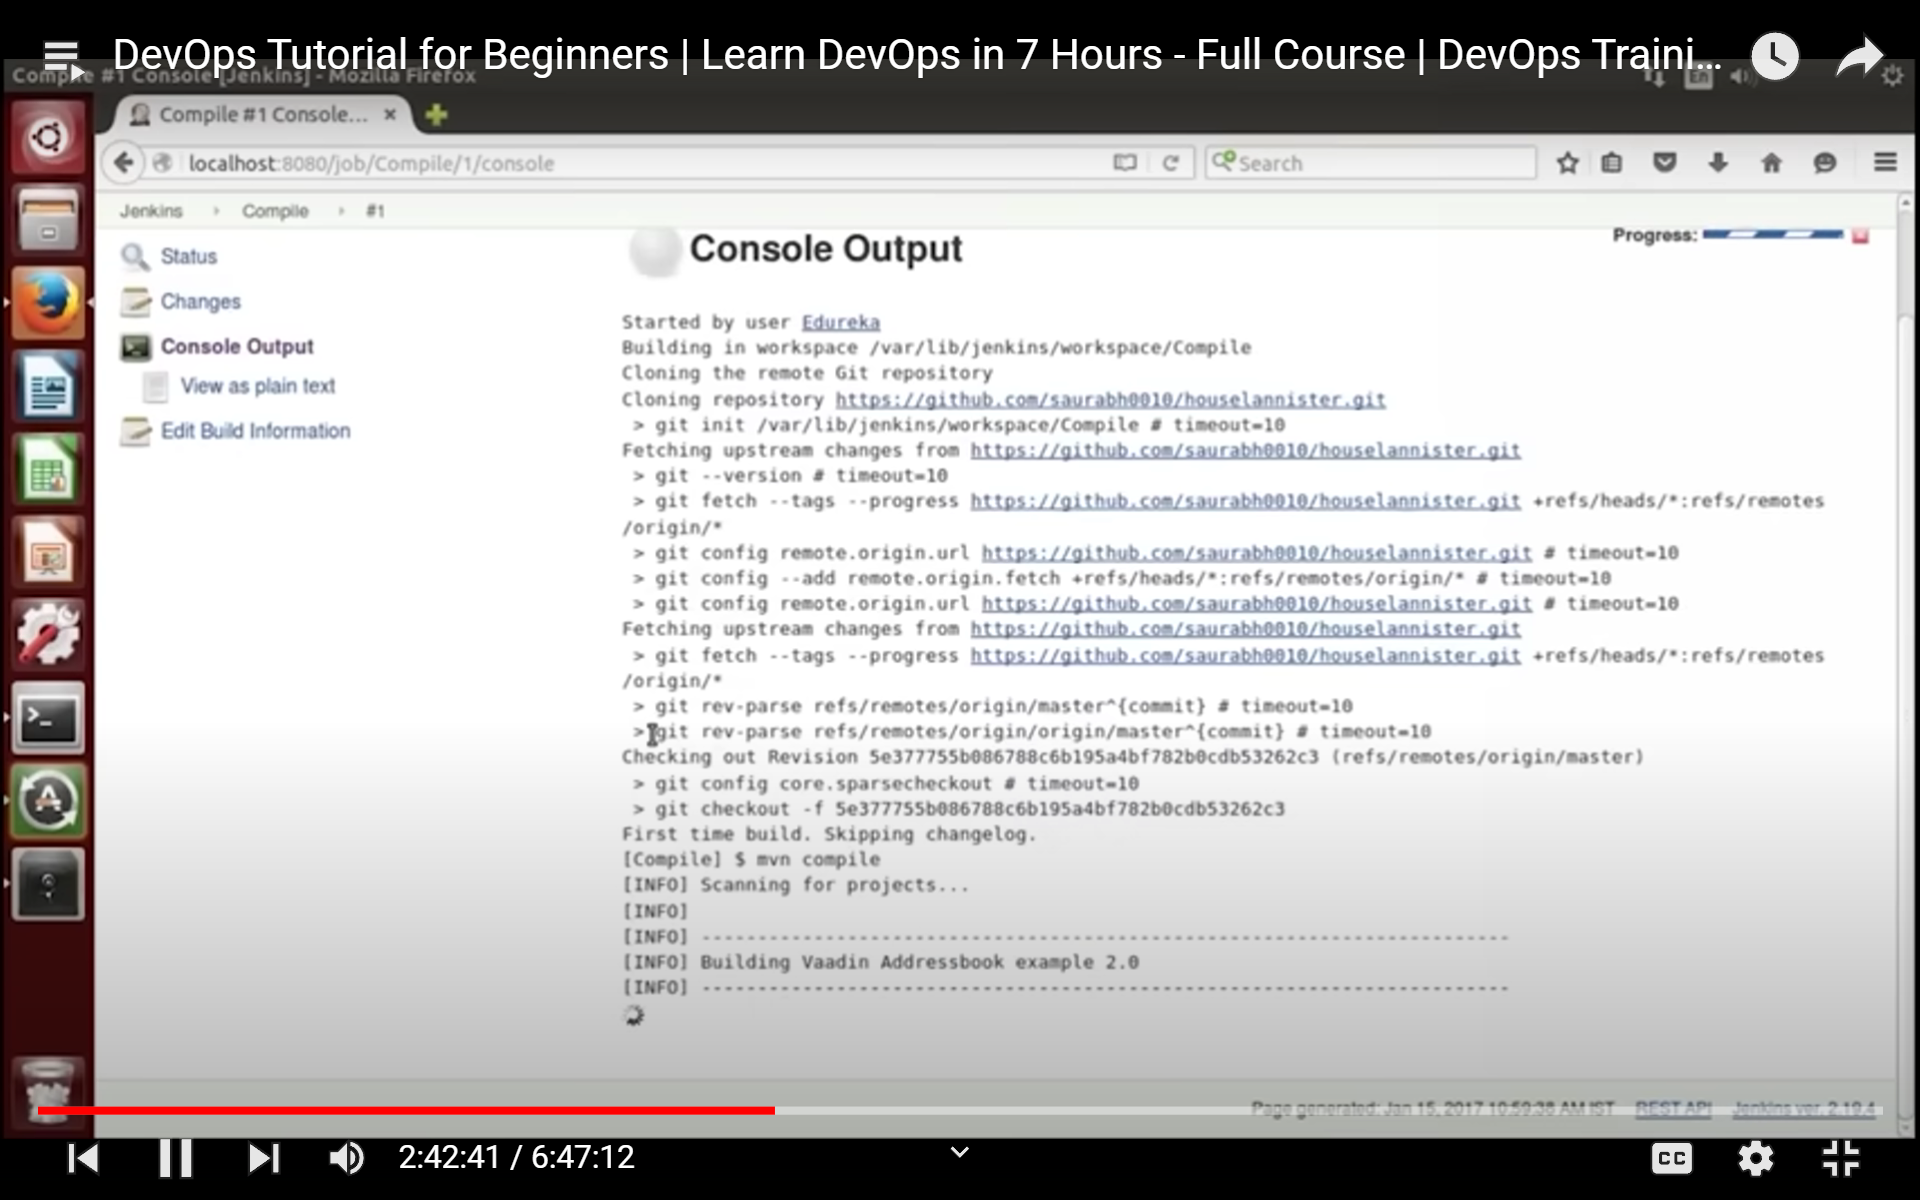 DevOps Tutorial for Beginners | Learn DevOps in 7 Hours - Full Course | DevOps Traini...
Compile #1 Console [Jenkins] - Mozilla Firefox
En
Compile #1 Console...
localhost:8080/job/Compile/1/console
Search
Jenkins › Compile › #1
Status
Changes
Console Output
View as plain text
Edit Build Information
Console Output
Progress:
Started by user Edureka
Building in workspace /var/lib/jenkins/workspace/Compile
Cloning the remote Git repository
Cloning repository https://github.com/saurabh0010/houselannister.git
> git init /var/lib/jenkins/workspace/Compile # timeout=10
Fetching upstream changes from https://github.com/saurabh0010/houselannister.git
> git --version # timeout=10
> git fetch --tags --progress https://github.com/saurabh0010/houselannister.git +refs/heads/*:refs/remotes
/origin/*
> git config remote.origin.url https://github.com/saurabh0010/houselannister.git # timeout=10
> git config --add remote.origin.fetch +refs/heads/*:refs/remotes/origin/* # timeout=10
> git config remote.origin.url https://github.com/saurabh0010/houselannister.git # timeout=10
Fetching upstream changes from https://github.com/saurabh0010/houselannister.git
> git fetch --tags --progress https://github.com/saurabh0010/houselannister.git +refs/heads/*:refs/remotes
/origin/*
> git rev-parse refs/remotes/origin/master^{commit} # timeout=10
> git rev-parse refs/remotes/origin/origin/master^{commit} # timeout=10
Checking out Revision 5e377755b086788c6b195a4bf782b0cdb53262c3 (refs/remotes/origin/master)
> git config core.sparsecheckout # timeout=10
> git checkout -f 5e377755b086788c6b195a4bf782b0cdb53262c3
First time build. Skipping changelog.
[Compile] $ mvn compile
[INFO] Scanning for projects...
[INFO]
[INFO] ------------------------------------------------------------------------
[INFO] Building Vaadin Addressbook example 2.0
[INFO] ------------------------------------------------------------------------
Page generated: Jan 15, 2017 10:59:38 AM IST REST API Jenkins ver. 2.19.4
2:42:41 / 6:47:12
CC